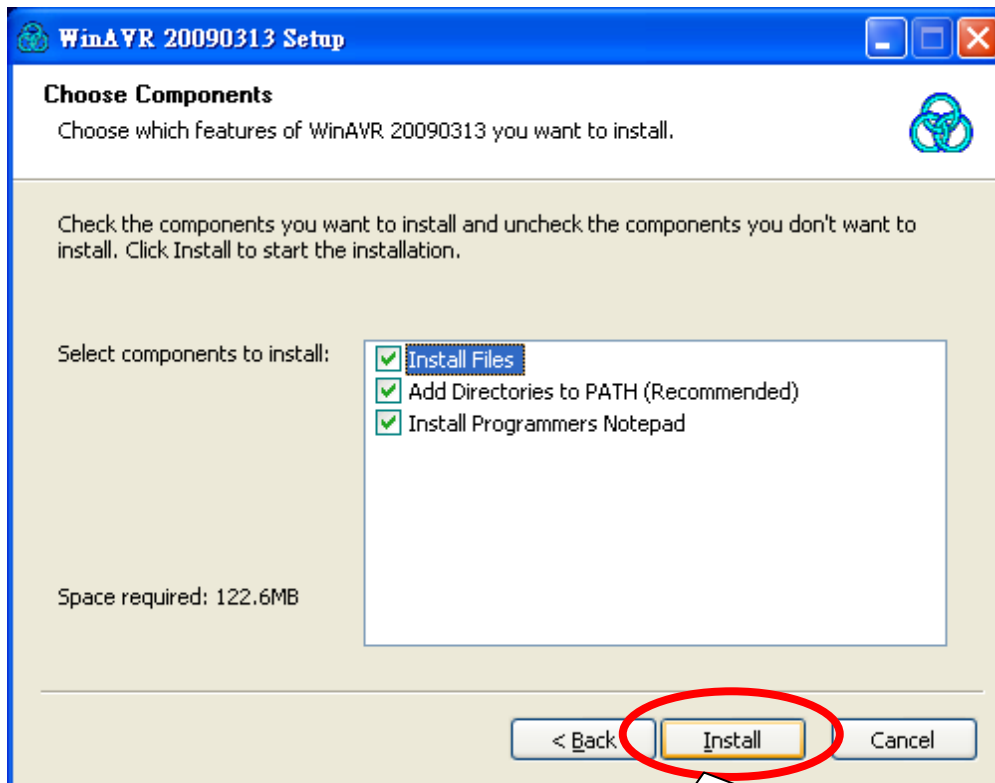 WinAVR 20090313 Setup
Choose Components
Choose which features of WinAVR 20090313 you want to install.
Check the components you want to install and uncheck the components you don't want to
install. Click Install to start the installation.
Select components to install:
Install Files
Add Directories to PATH (Recommended)
Install Programmers Notepad
Space required: 122.6MB
< Back
Install
Cancel